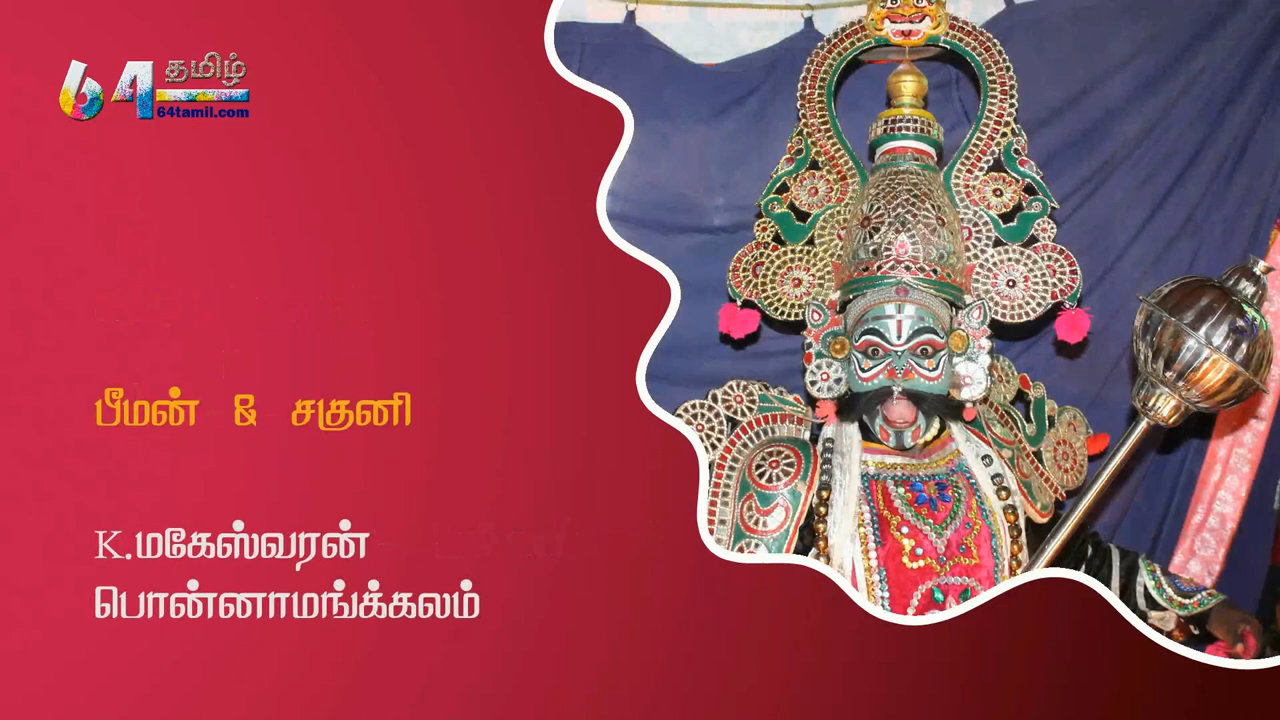 64 தமிழ்
64tamil.com
பீமன் & சகுனி
K.மகேஸ்வரன்
பொன்னாமங்க்கலம்